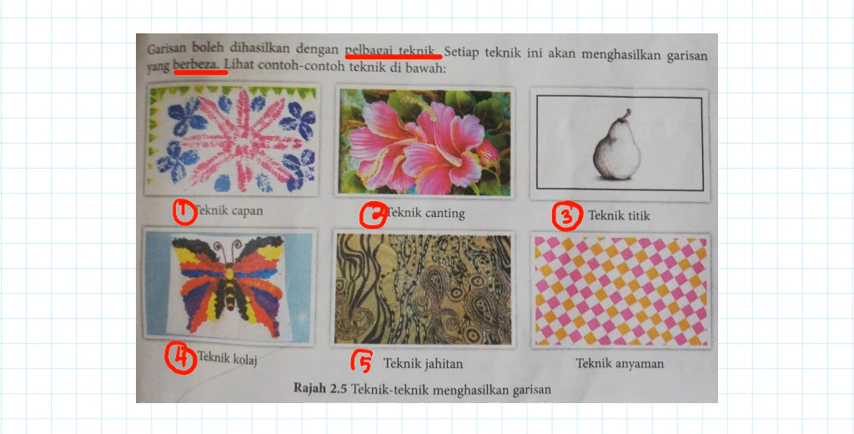 Garisan boleh dihasilkan dengan pelbagai teknik. Setiap teknik ini akan menghasilkan garisan
yang berbeza. Lihat contoh-contoh teknik di bawah:
1 Teknik capan
2 Teknik canting
3 Teknik titik
4 Teknik kolaj
5 Teknik jahitan
Teknik anyaman
Rajah 2.5 Teknik-teknik menghasilkan garisan